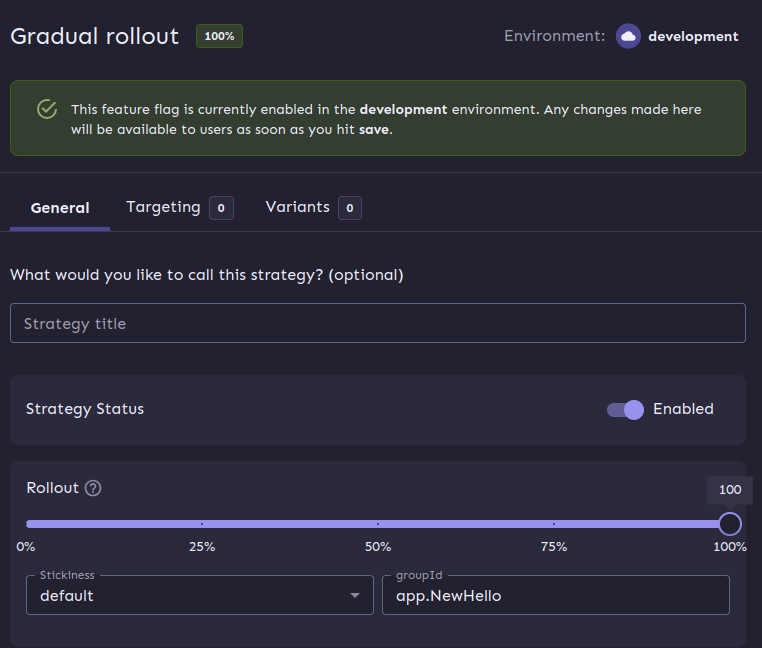 Gradual rollout 100% Environment: development
This feature flag is currently enabled in the development environment. Any changes made here
will be available to users as soon as you hit save.
General Targeting 0 Variants 0
What would you like to call this strategy? (optional)
Strategy title
Strategy Status Enabled
Rollout ? 100
0% 25% 50% 75% 100%
Stickiness groupId
default app.NewHello